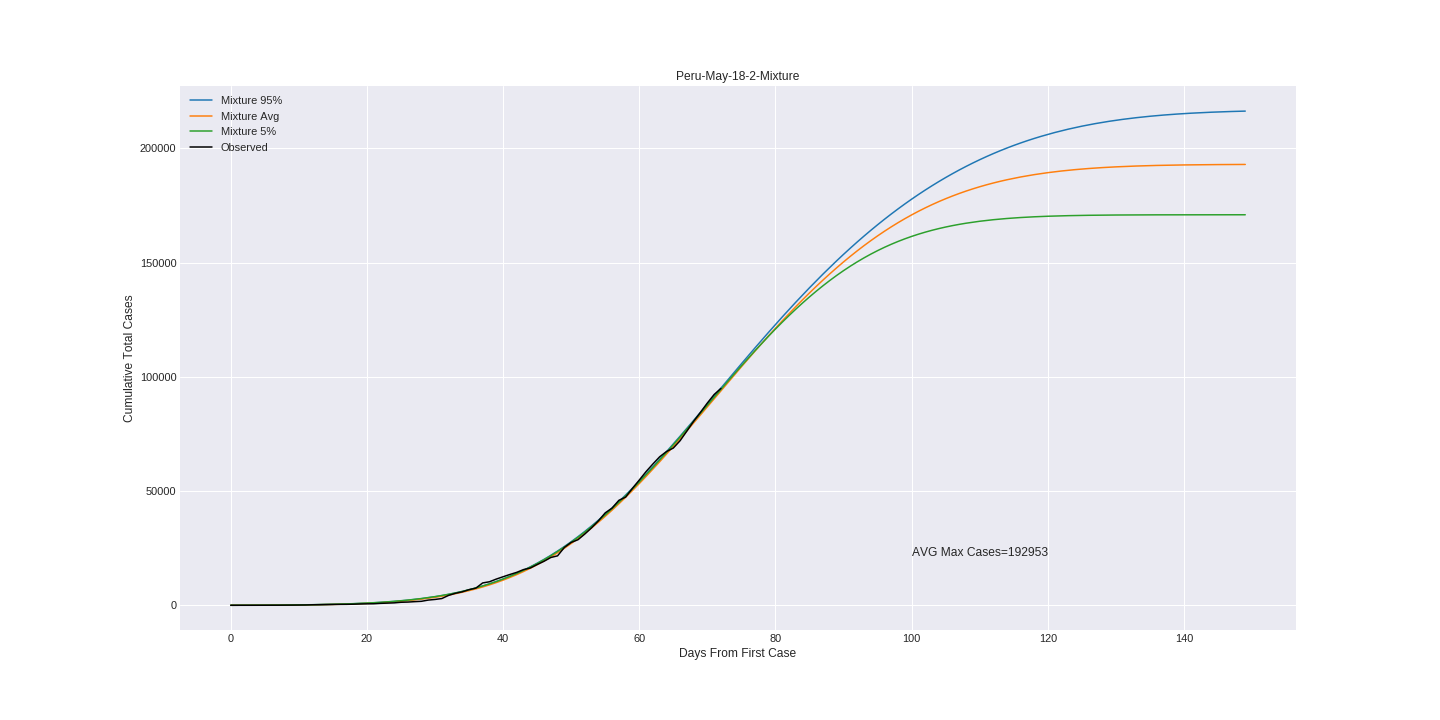 Peru-May-18-2-Mixture
Mixture 95%
Mixture Avg
Mixture 5%
Observed
200000
150000
100000
50000
0
Cumulative Total Cases
AVG Max Cases=192953
0 20 40 60 80 100 120 140
Days From First Case